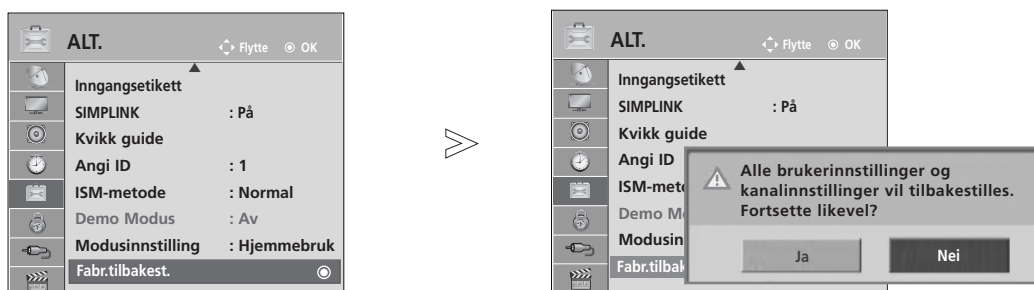 ALT.
Flytte OK
Inngangsetikett
SIMPLINK : På
Kvikk guide
Angi ID : 1
ISM-metode : Normal
Demo Modus : Av
Modusinnstilling : Hjemmebruk
Fabr.tilbakest.
ALT.
Flytte OK
Inngangsetikett
SIMPLINK : På
Kvikk guide
Angi ID
ISM-meto
Demo Mo
Modusin
Fabr.tilbak
Alle brukerinnstillinger og
kanalinnstillinger vil tilbakestilles.
Fortsette likevel?
Ja Nei